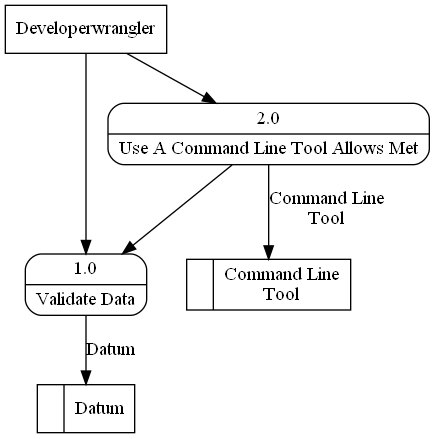 Developerwrangler
2.0
Use A Command Line Tool Allows Met
Command Line
Tool
1.0
Validate Data
Command Line
Tool
Datum
Datum